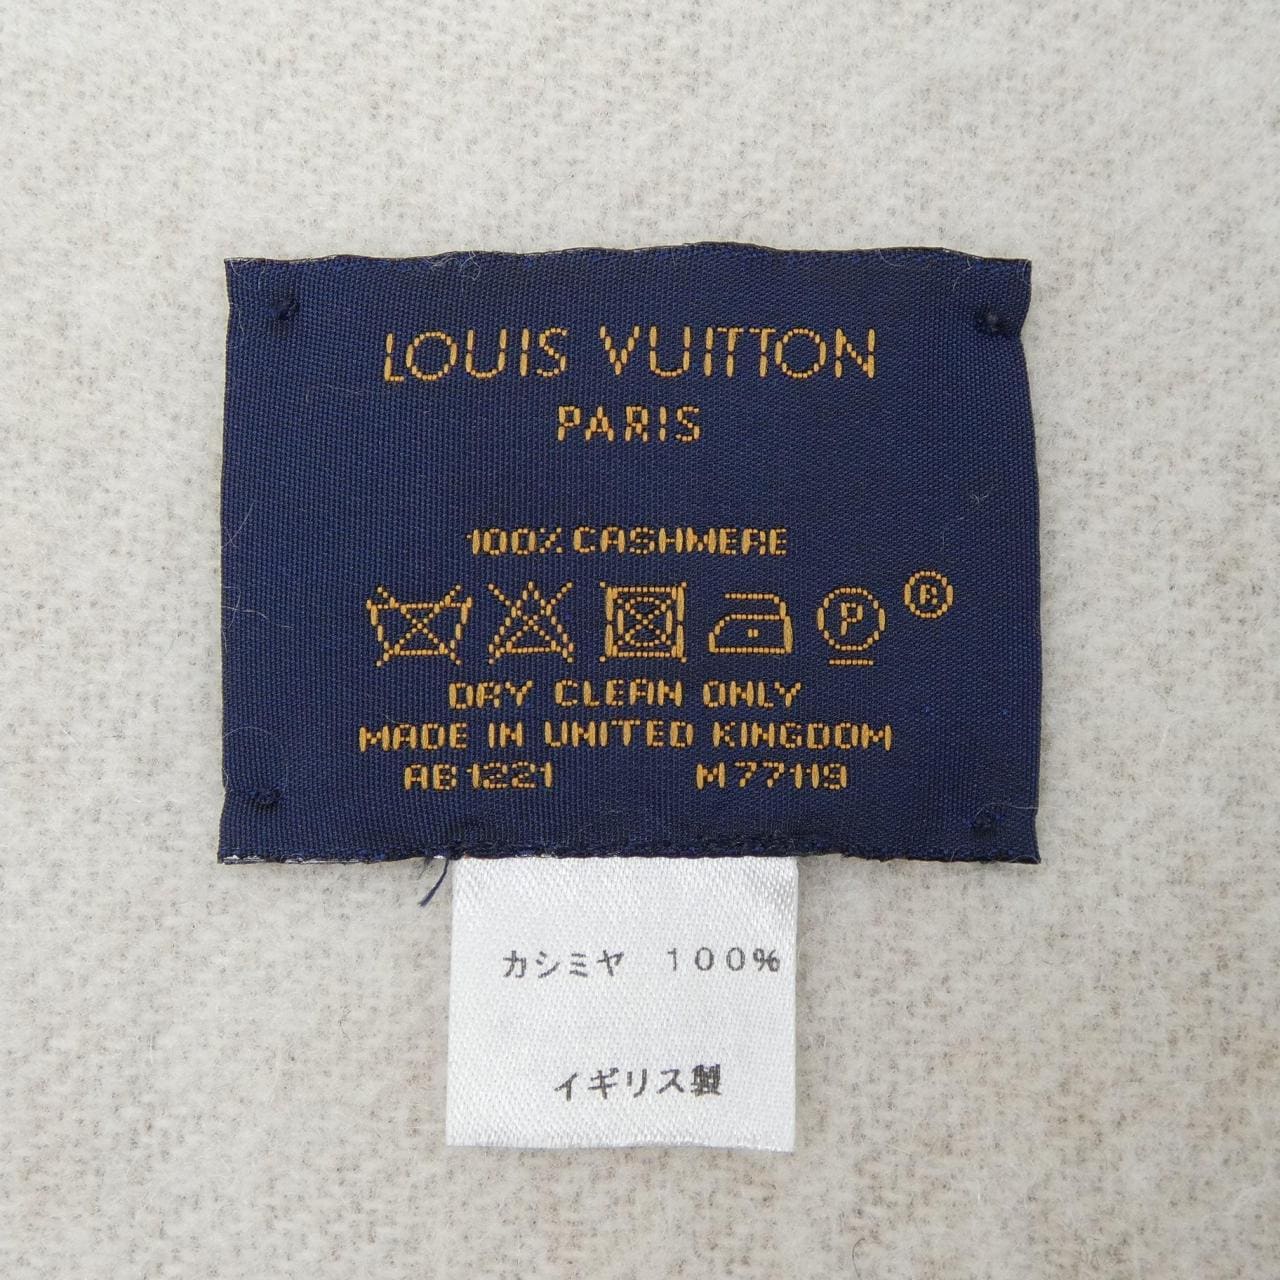 LOUIS VUITTON
PARIS
100% CASHMERE
P ®
DRY CLEAN ONLY
MADE IN UNITED KINGDOM
AB1221 M77119
カシミヤ 100%
イギリス製